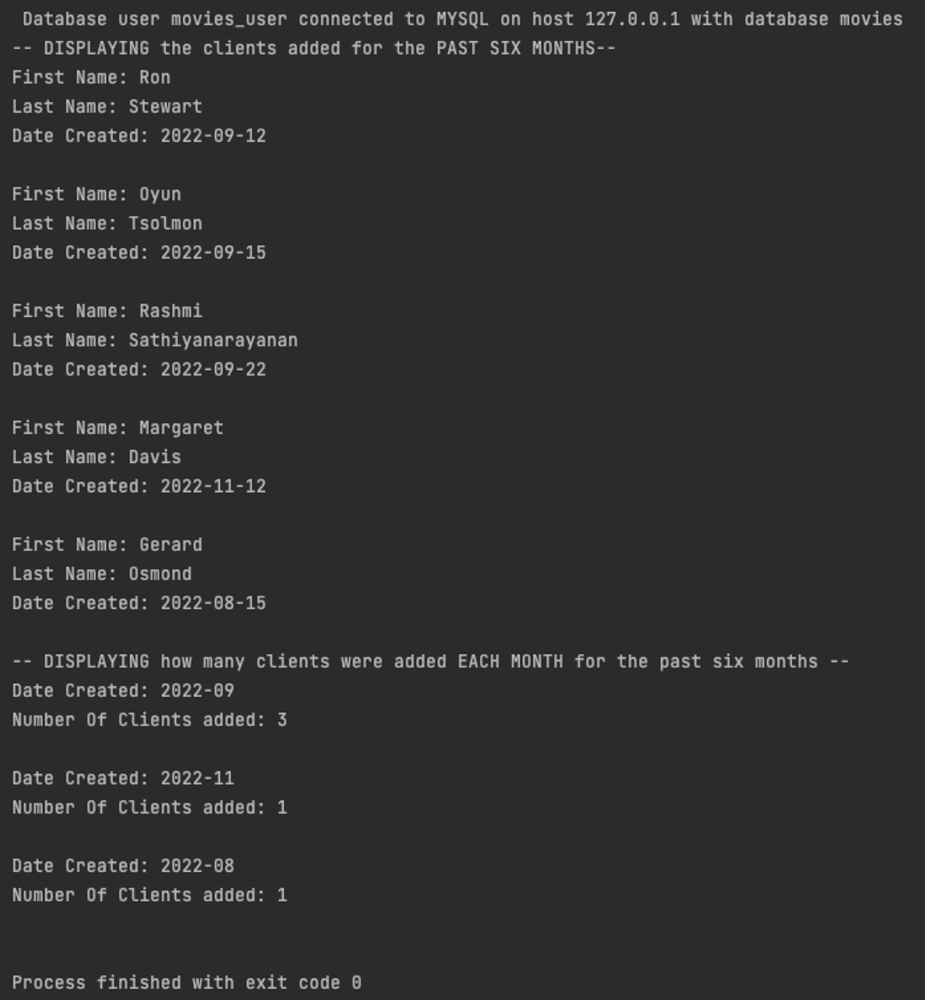 Database user movies_user connected to MYSQL on host 127.0.0.1 with database movies
-- DISPLAYING the clients added for the PAST SIX MONTHS--
First Name: Ron
Last Name: Stewart
Date Created: 2022-09-12
First Name: Oyun
Last Name: Tsolmon
Date Created: 2022-09-15
First Name: Rashmi
Last Name: Sathiyanarayanan
Date Created: 2022-09-22
First Name: Margaret
Last Name: Davis
Date Created: 2022-11-12
First Name: Gerard
Last Name: Osmond
Date Created: 2022-08-15
-- DISPLAYING how many clients were added EACH MONTH for the past six months --
Date Created: 2022-09
Number Of Clients added: 3
Date Created: 2022-11
Number Of Clients added: 1
Date Created: 2022-08
Number Of Clients added: 1
Process finished with exit code 0